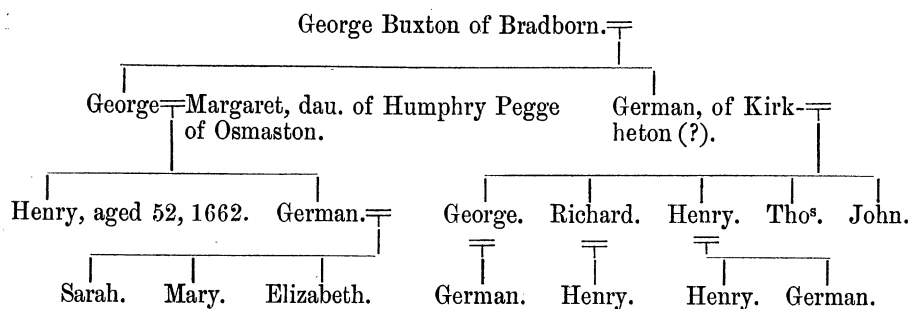 George Buxton of Bradborn.
George=Margaret, dau. of Humphry Pegge
of Osmaston.
German, of Kirk-
heton (?).
Henry, aged 52, 1662. German.
George. Richard. Henry. Thoˢ. John.
Sarah. Mary. Elizabeth. German. Henry. Henry. German.